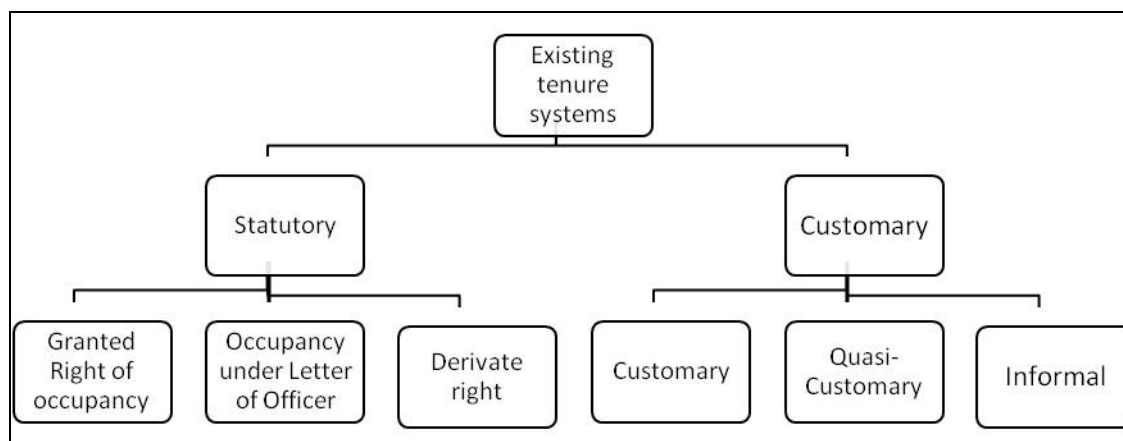 Existing
tenure
systems
Statutory
Customary
Granted
Right of
occupancy
Occupancy
under Letter
of Officer
Derivate
right
Customary
Quasi-
Customary
Informal